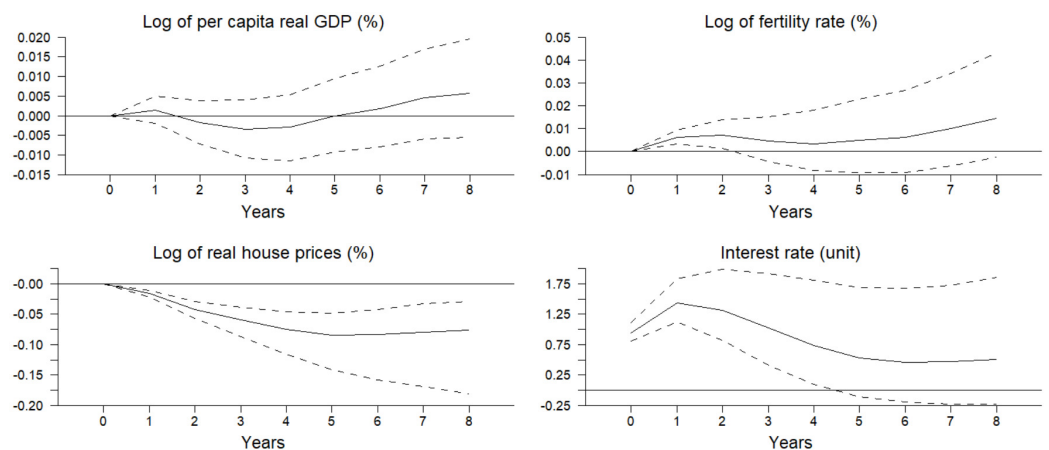 Log of per capita real GDP (%)
0.020
0.015
0.010
0.005
0.000
-0.005
-0.010
-0.015
0 1 2 3 4 5 6 7 8
Years
Log of fertility rate (%)
0.05
0.04
0.03
0.02
0.01
0.00
-0.01
0 1 2 3 4 5 6 7 8
Years
Log of real house prices (%)
-0.00
-0.05
-0.10
-0.15
-0.20
0 1 2 3 4 5 6 7 8
Years
Interest rate (unit)
1.75
1.25
0.75
0.25
-0.25
0 1 2 3 4 5 6 7 8
Years